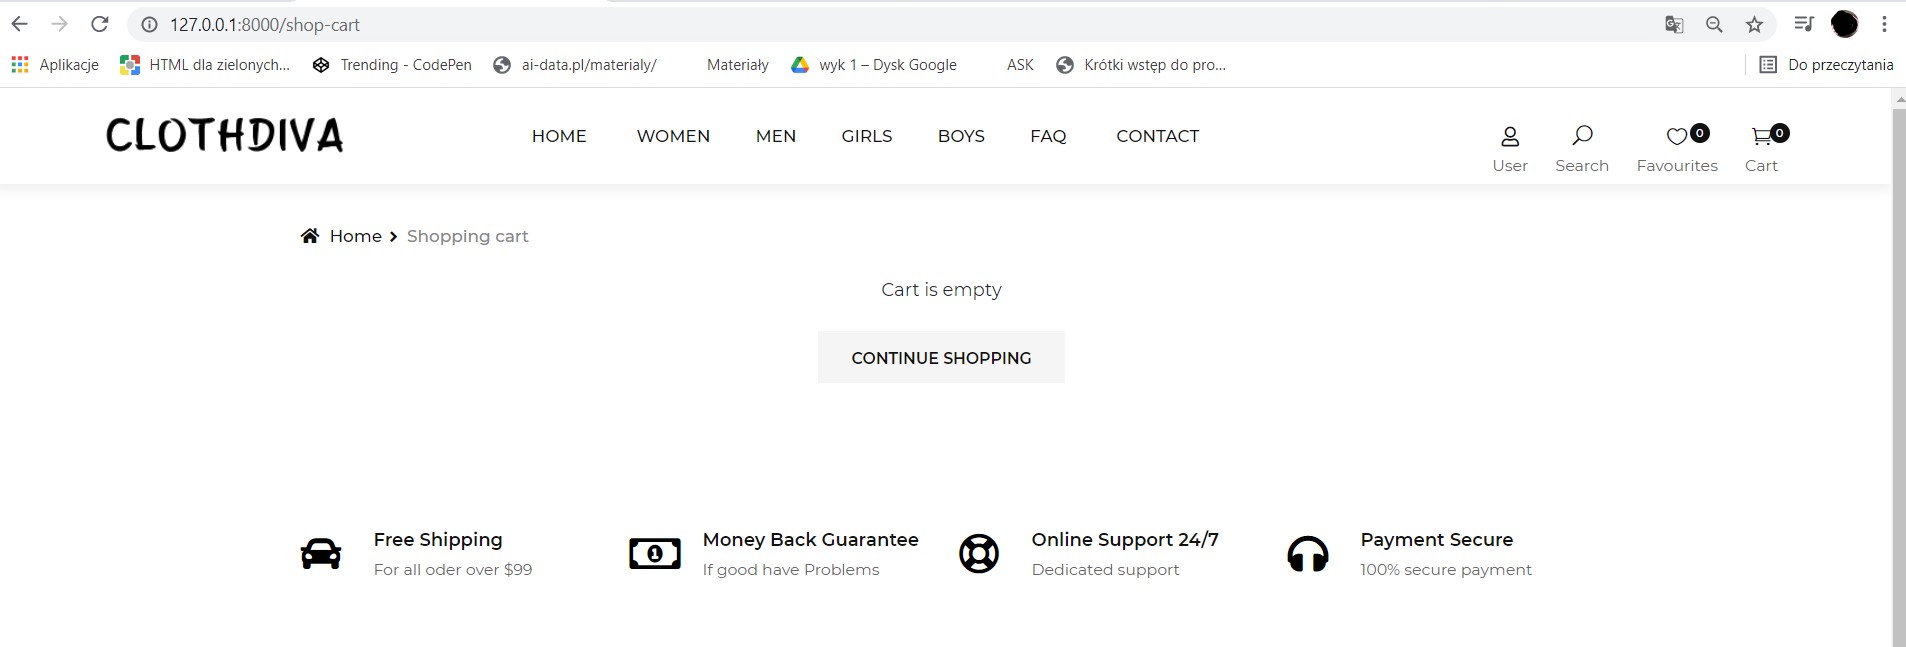 127.0.0.1:8000/shop-cart
Aplikacje HTML dla zielonych... Trending - CodePen ai-data.pl/materialy/ Materiały wyk 1 – Dysk Google ASK Krótki wstęp do pro... Do przeczytania
CLOTHDIVA HOME WOMEN MEN GIRLS BOYS FAQ CONTACT 0 0
User Search Favourites Cart
Home Shopping cart
Cart is empty
CONTINUE SHOPPING
Free Shipping
For all oder over $99
1
Money Back Guarantee
If good have Problems
Online Support 24/7
Dedicated support
Payment Secure
100% secure payment